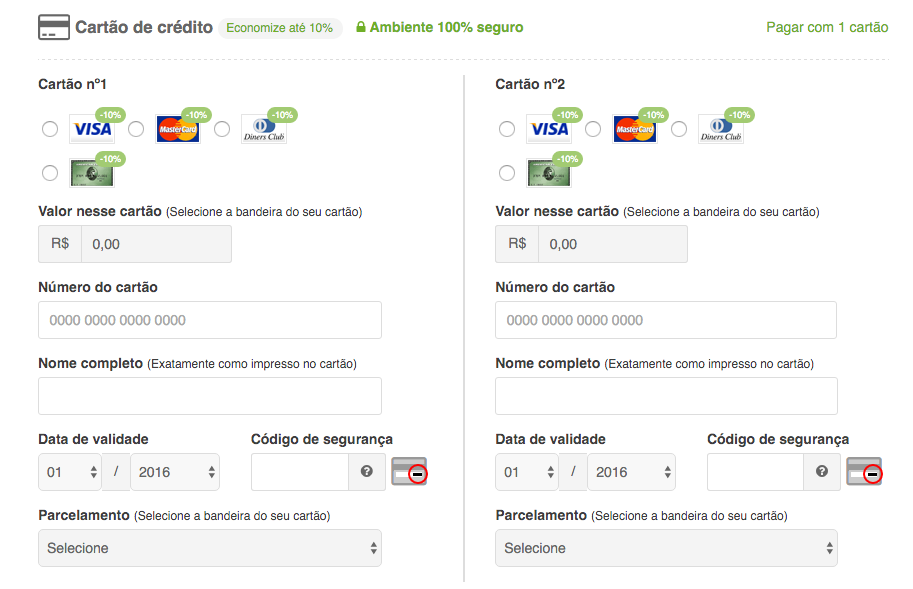 Cartão de crédito Economize até 10% Ambiente 100% seguro Pagar com 1 cartão
Cartão nº1
-10% -10% -10%
VISA MasterCard Diners Club
-10%
Valor nesse cartão (Selecione a bandeira do seu cartão)
R$ 0,00
Número do cartão
0000 0000 0000 0000
Nome completo (Exatamente como impresso no cartão)
Data de validade Código de segurança
01 / 2016 ?
Parcelamento (Selecione a bandeira do seu cartão)
Selecione
Cartão nº2
-10% -10% -10%
VISA MasterCard Diners Club
-10%
Valor nesse cartão (Selecione a bandeira do seu cartão)
R$ 0,00
Número do cartão
0000 0000 0000 0000
Nome completo (Exatamente como impresso no cartão)
Data de validade Código de segurança
01 / 2016 ?
Parcelamento (Selecione a bandeira do seu cartão)
Selecione